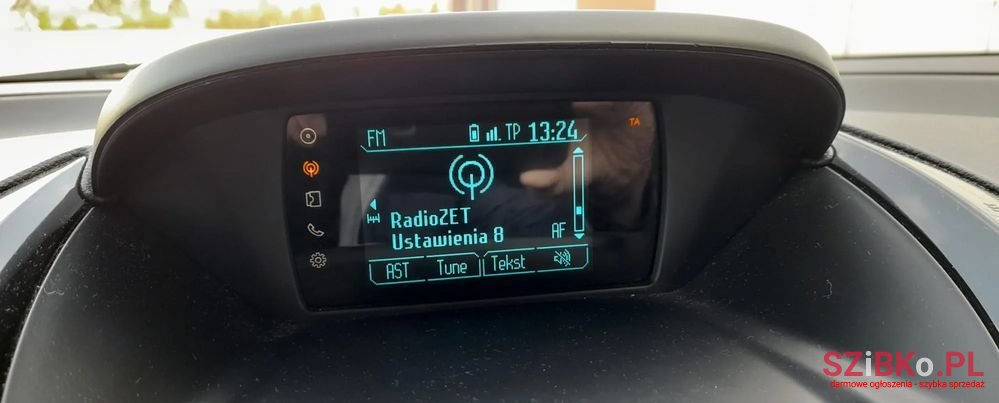 FM TP 13:24
TA
RadioZET
Ustawienia 8 AF
AST Tune Tekst
SZiBKo.PL
darmowe ogłoszenia - szybka sprzedaż